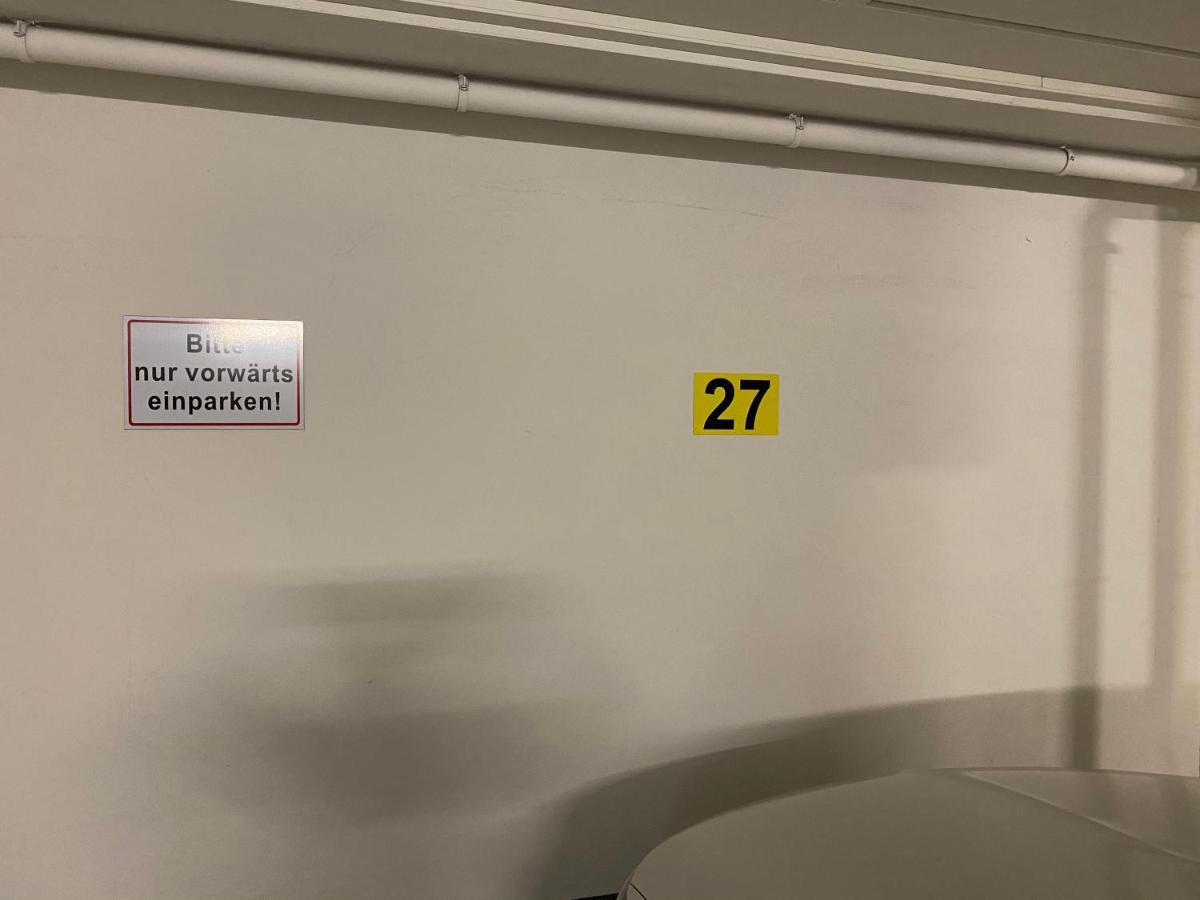 Bitte
nur vorwärts
einparken!
27